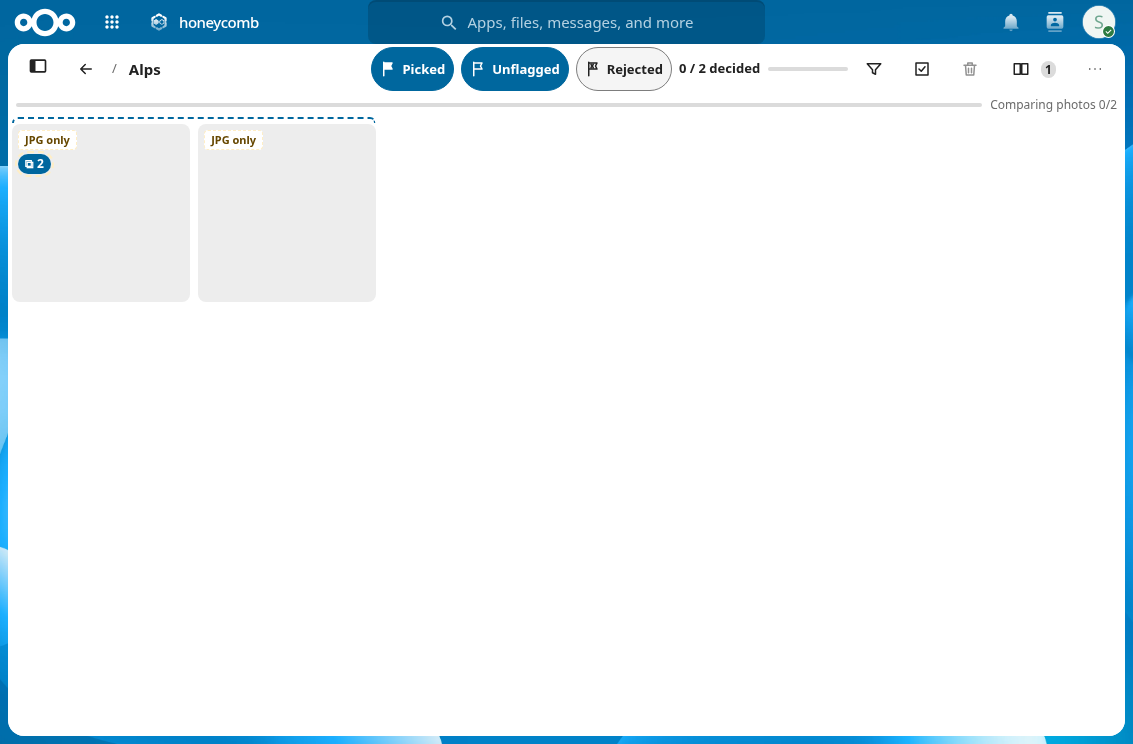 honeycomb
Apps, files, messages, and more
S
/ Alps
Picked
Unflagged
Rejected
0 / 2 decided
1
Comparing photos 0/2
JPG only
JPG only
2